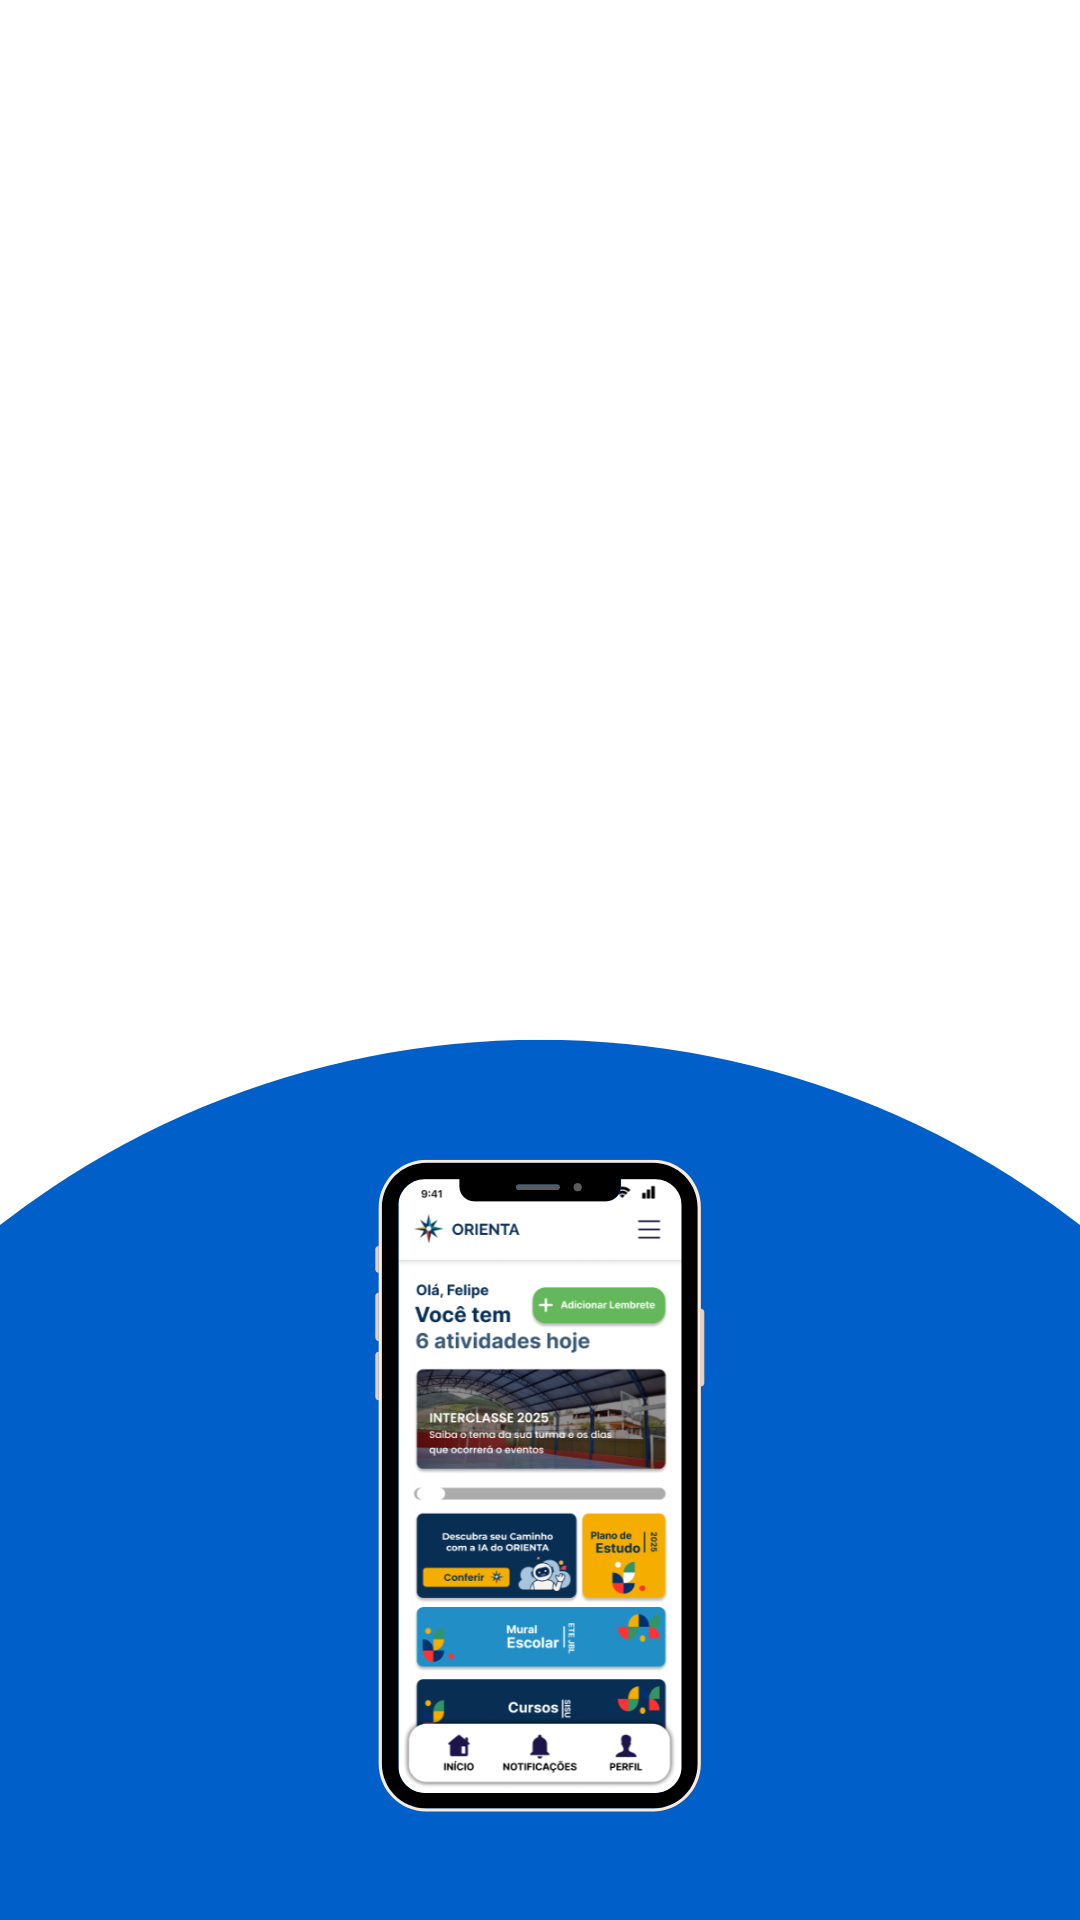 9:41
ORIENTA
Olá, Felipe
Você tem
6 atividades hoje
Adicionar Lembrete
INTERCLASSE 2025
Saiba o tema da sua turma e os dias
que ocorrerá o eventos
Descubra seu Caminho
com a IA do ORIENTA
Conferir
Plano de
Estudo
2025
Mural
Escolar
ETE JBL
Cursos
SISU
INÍCIO
NOTIFICAÇÕES
PERFIL